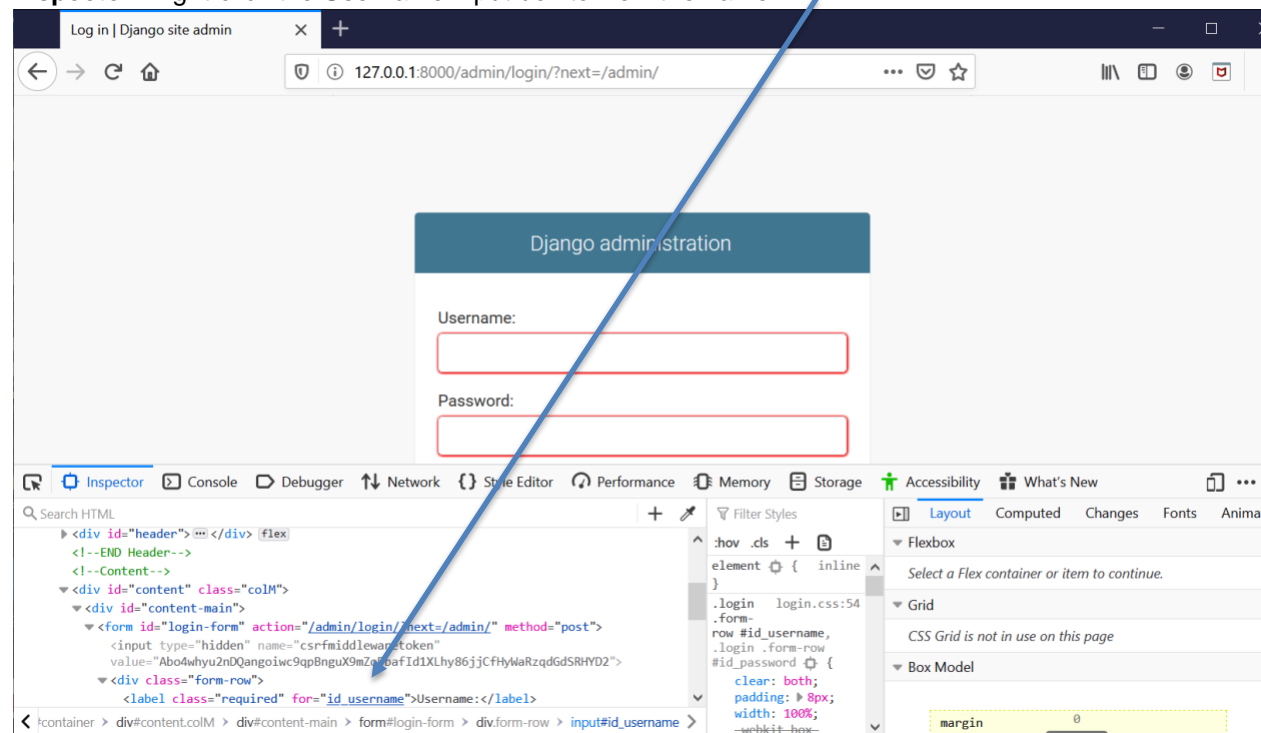 Log in | Django site admin
127.0.0.1:8000/admin/login/?next=/admin/
Django administration
Username:
Password:
Inspector Console Debugger Network Style Editor Performance Memory Storage Accessibility What's New
Search HTML
Filter Styles
Layout Computed Changes Fonts Anima
<div id="header"> </div> flex
<!--END Header-->
<!--Content-->
<div id="content" class="colM">
<div id="content-main">
<form id="login-form" action="/admin/login/?next=/admin/" method="post">
<input type="hidden" name="csrfmiddlewaretoken"
<div class="form-row">
<label class="required" for="id_username">Username:</label>
container > div#content.colM > div#content-main > form#login-form > div.form-row > input#id_username
:hov .cls +
element { inline
}
.login login.css:54
.form-
row #id_username,
.login .form-row
#id_password {
clear: both;
padding: 8px;
width: 100%;
-webkit-box-
Flexbox
Select a Flex container or item to continue.
Grid
CSS Grid is not in use on this page
Box Model
margin 0